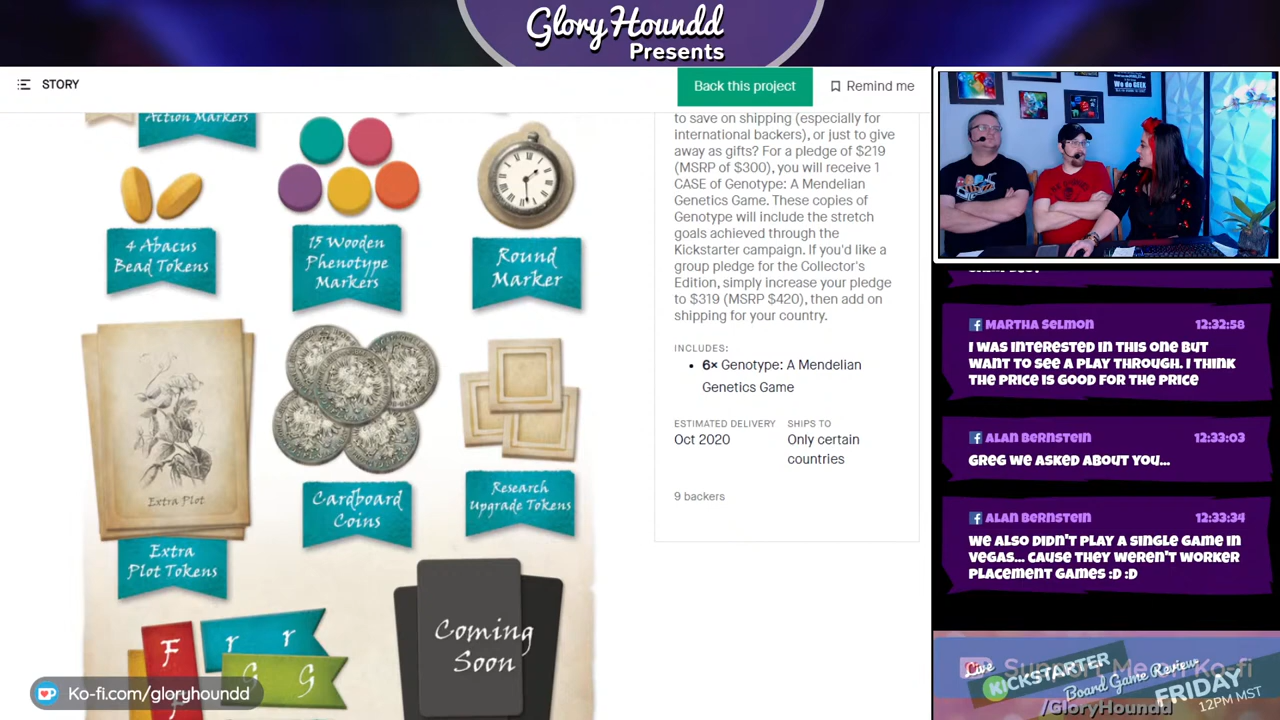 GloryHoundd
Presents
STORY
Back this project
Remind me
Action Markers
4 Abacus
Bead Tokens
15 Wooden
Phenotype
Markers
Round
Marker
Extra Plot
Extra
Plot Tokens
Cardboard
Coins
Research
Upgrade Tokens
F
r r
G G
F
Coming
Soon
Ko-fi.com/gloryhoundd
to save on shipping (especially for
international backers), or just to give
away as gifts? For a pledge of $219
(MSRP of $300), you will receive 1
CASE of Genotype: A Mendelian
Genetics Game. These copies of
Genotype will include the stretch
goals achieved through the
Kickstarter campaign. If you'd like a
group pledge for the Collector's
Edition, simply increase your pledge
to $319 (MSRP $420), then add on
shipping for your country.
INCLUDES:
• 6× Genotype: A Mendelian
Genetics Game
ESTIMATED DELIVERY
Oct 2020
SHIPS TO
Only certain
countries
9 backers
We do GEEK
MARTHA SELMON 12:32:58
I WAS INTERESTED IN THIS ONE BUT
WANT TO SEE A PLAY THROUGH. I THINK
THE PRICE IS GOOD FOR THE PRICE
ALAN BERNSTEIN 12:33:03
GREG WE ASKED ABOUT YOU...
ALAN BERNSTEIN 12:33:34
WE ALSO DIDN'T PLAY A SINGLE GAME IN
VEGAS... CAUSE THEY WEREN'T WORKER
PLACEMENT GAMES :D :D
Live
KICKSTARTER
Board Game Review
FRIDAY
12PM MST
Support Me on Ko-fi
/GloryHoundd